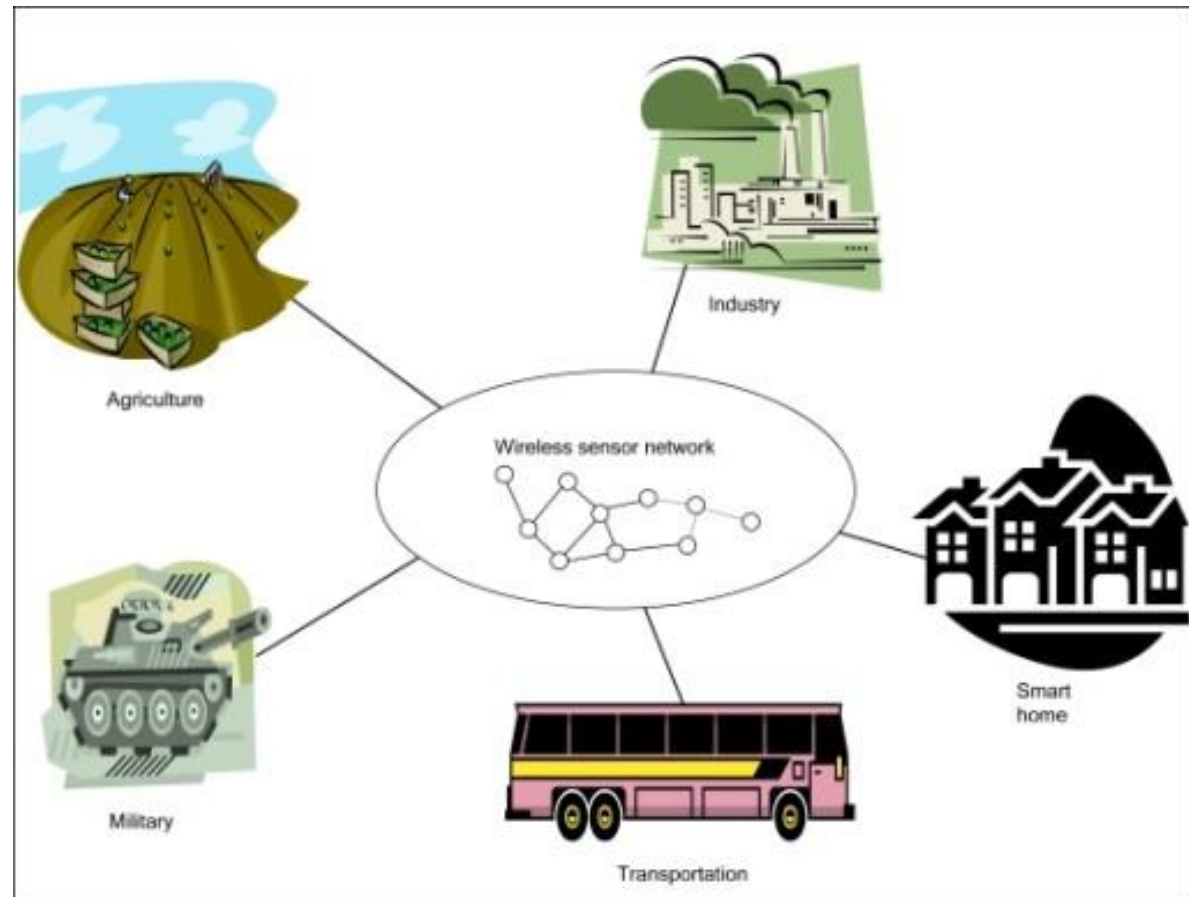 Industry
Agriculture
Wireless sensor network
Smart
home
Military
Transportation